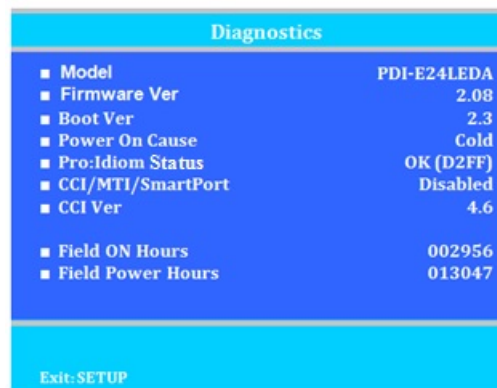 Diagnostics
Model PDI-E24LEDA
Firmware Ver 2.08
Boot Ver 2.3
Power On Cause Cold
Pro:Idiom Status OK (D2FF)
CCI/MTI/SmartPort Disabled
CCI Ver 4.6
Field ON Hours 002956
Field Power Hours 013047
Exit:SETUP